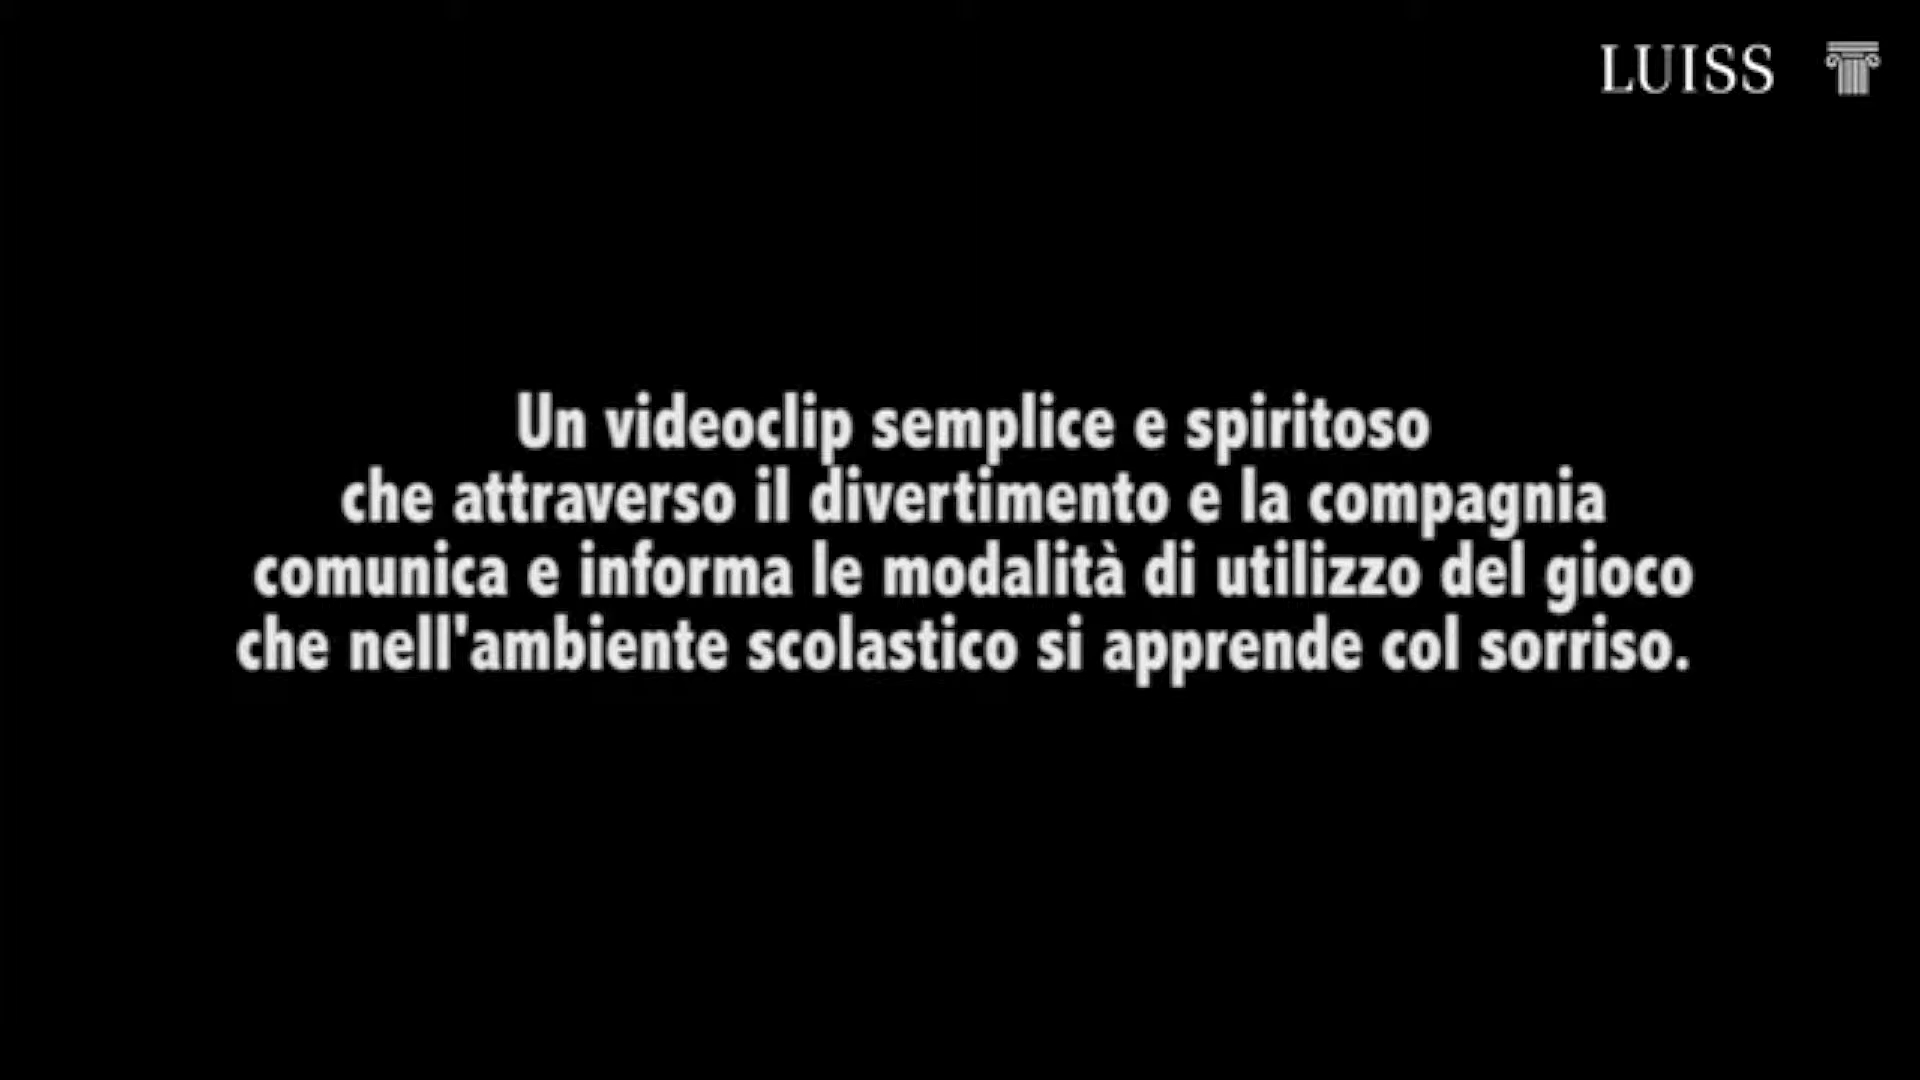 LUISS
Un videoclip semplice e spiritoso
che attraverso il divertimento e la compagnia
comunica e informa le modalità di utilizzo del gioco
che nell'ambiente scolastico si apprende col sorriso.